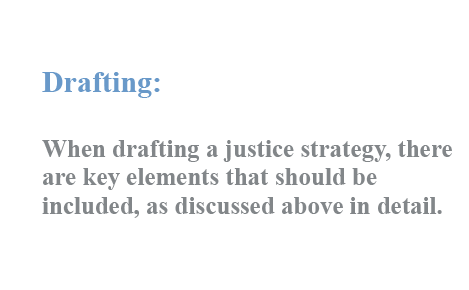 Drafting:
When drafting a justice strategy, there
are key elements that should be
included, as discussed above in detail.